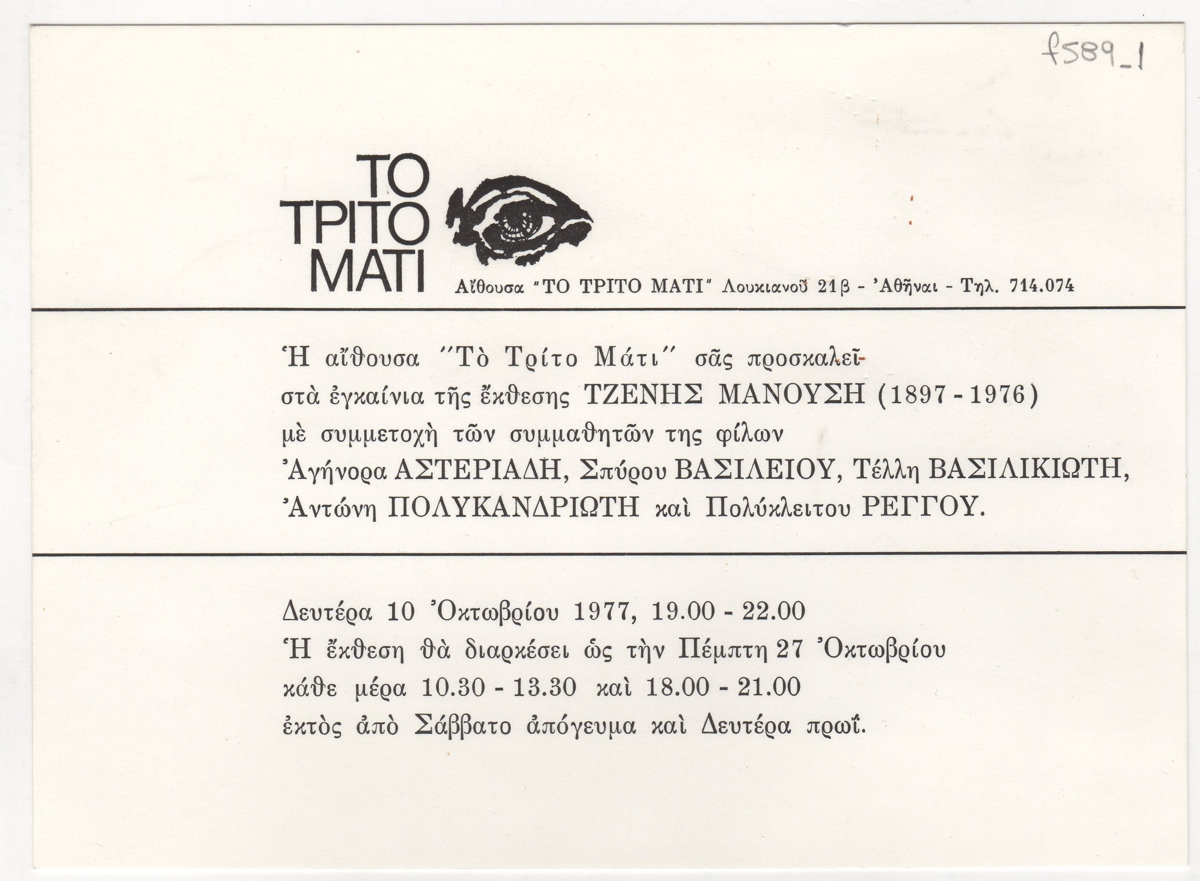 f589_1
ΤΟ
ΤΡΙΤΟ
ΜΑΤΙ
Αἴθουσα "ΤΟ ΤΡΙΤΟ ΜΑΤΙ" Λουκιανοῦ 21β - Ἀθῆναι - Τηλ. 714.074
Ἡ αἴθουσα "Τὸ Τρίτο Μάτι" σᾶς προσκαλεῖ
στὰ ἐγκαίνια τῆς ἔκθεσης ΤΖΕΝΗΣ ΜΑΝΟΥΣΗ (1897 - 1976)
μὲ συμμετοχὴ τῶν συμμαθητῶν της φίλων
Ἀγήνορα ΑΣΤΕΡΙΑΔΗ, Σπύρου ΒΑΣΙΛΕΙΟΥ, Τέλλη ΒΑΣΙΛΙΚΙΩΤΗ,
Ἀντώνη ΠΟΛΥΚΑΝΔΡΙΩΤΗ καὶ Πολύκλειτου ΡΕΓΓΟΥ.
Δευτέρα 10 Ὀκτωβρίου 1977, 19.00 - 22.00
Ἡ ἔκθεση θὰ διαρκέσει ὡς τὴν Πέμπτη 27 Ὀκτωβρίου
κάθε μέρα 10.30 - 13.30 καὶ 18.00 - 21.00
ἐκτὸς ἀπὸ Σάββατο ἀπόγευμα καὶ Δευτέρα πρωΐ.